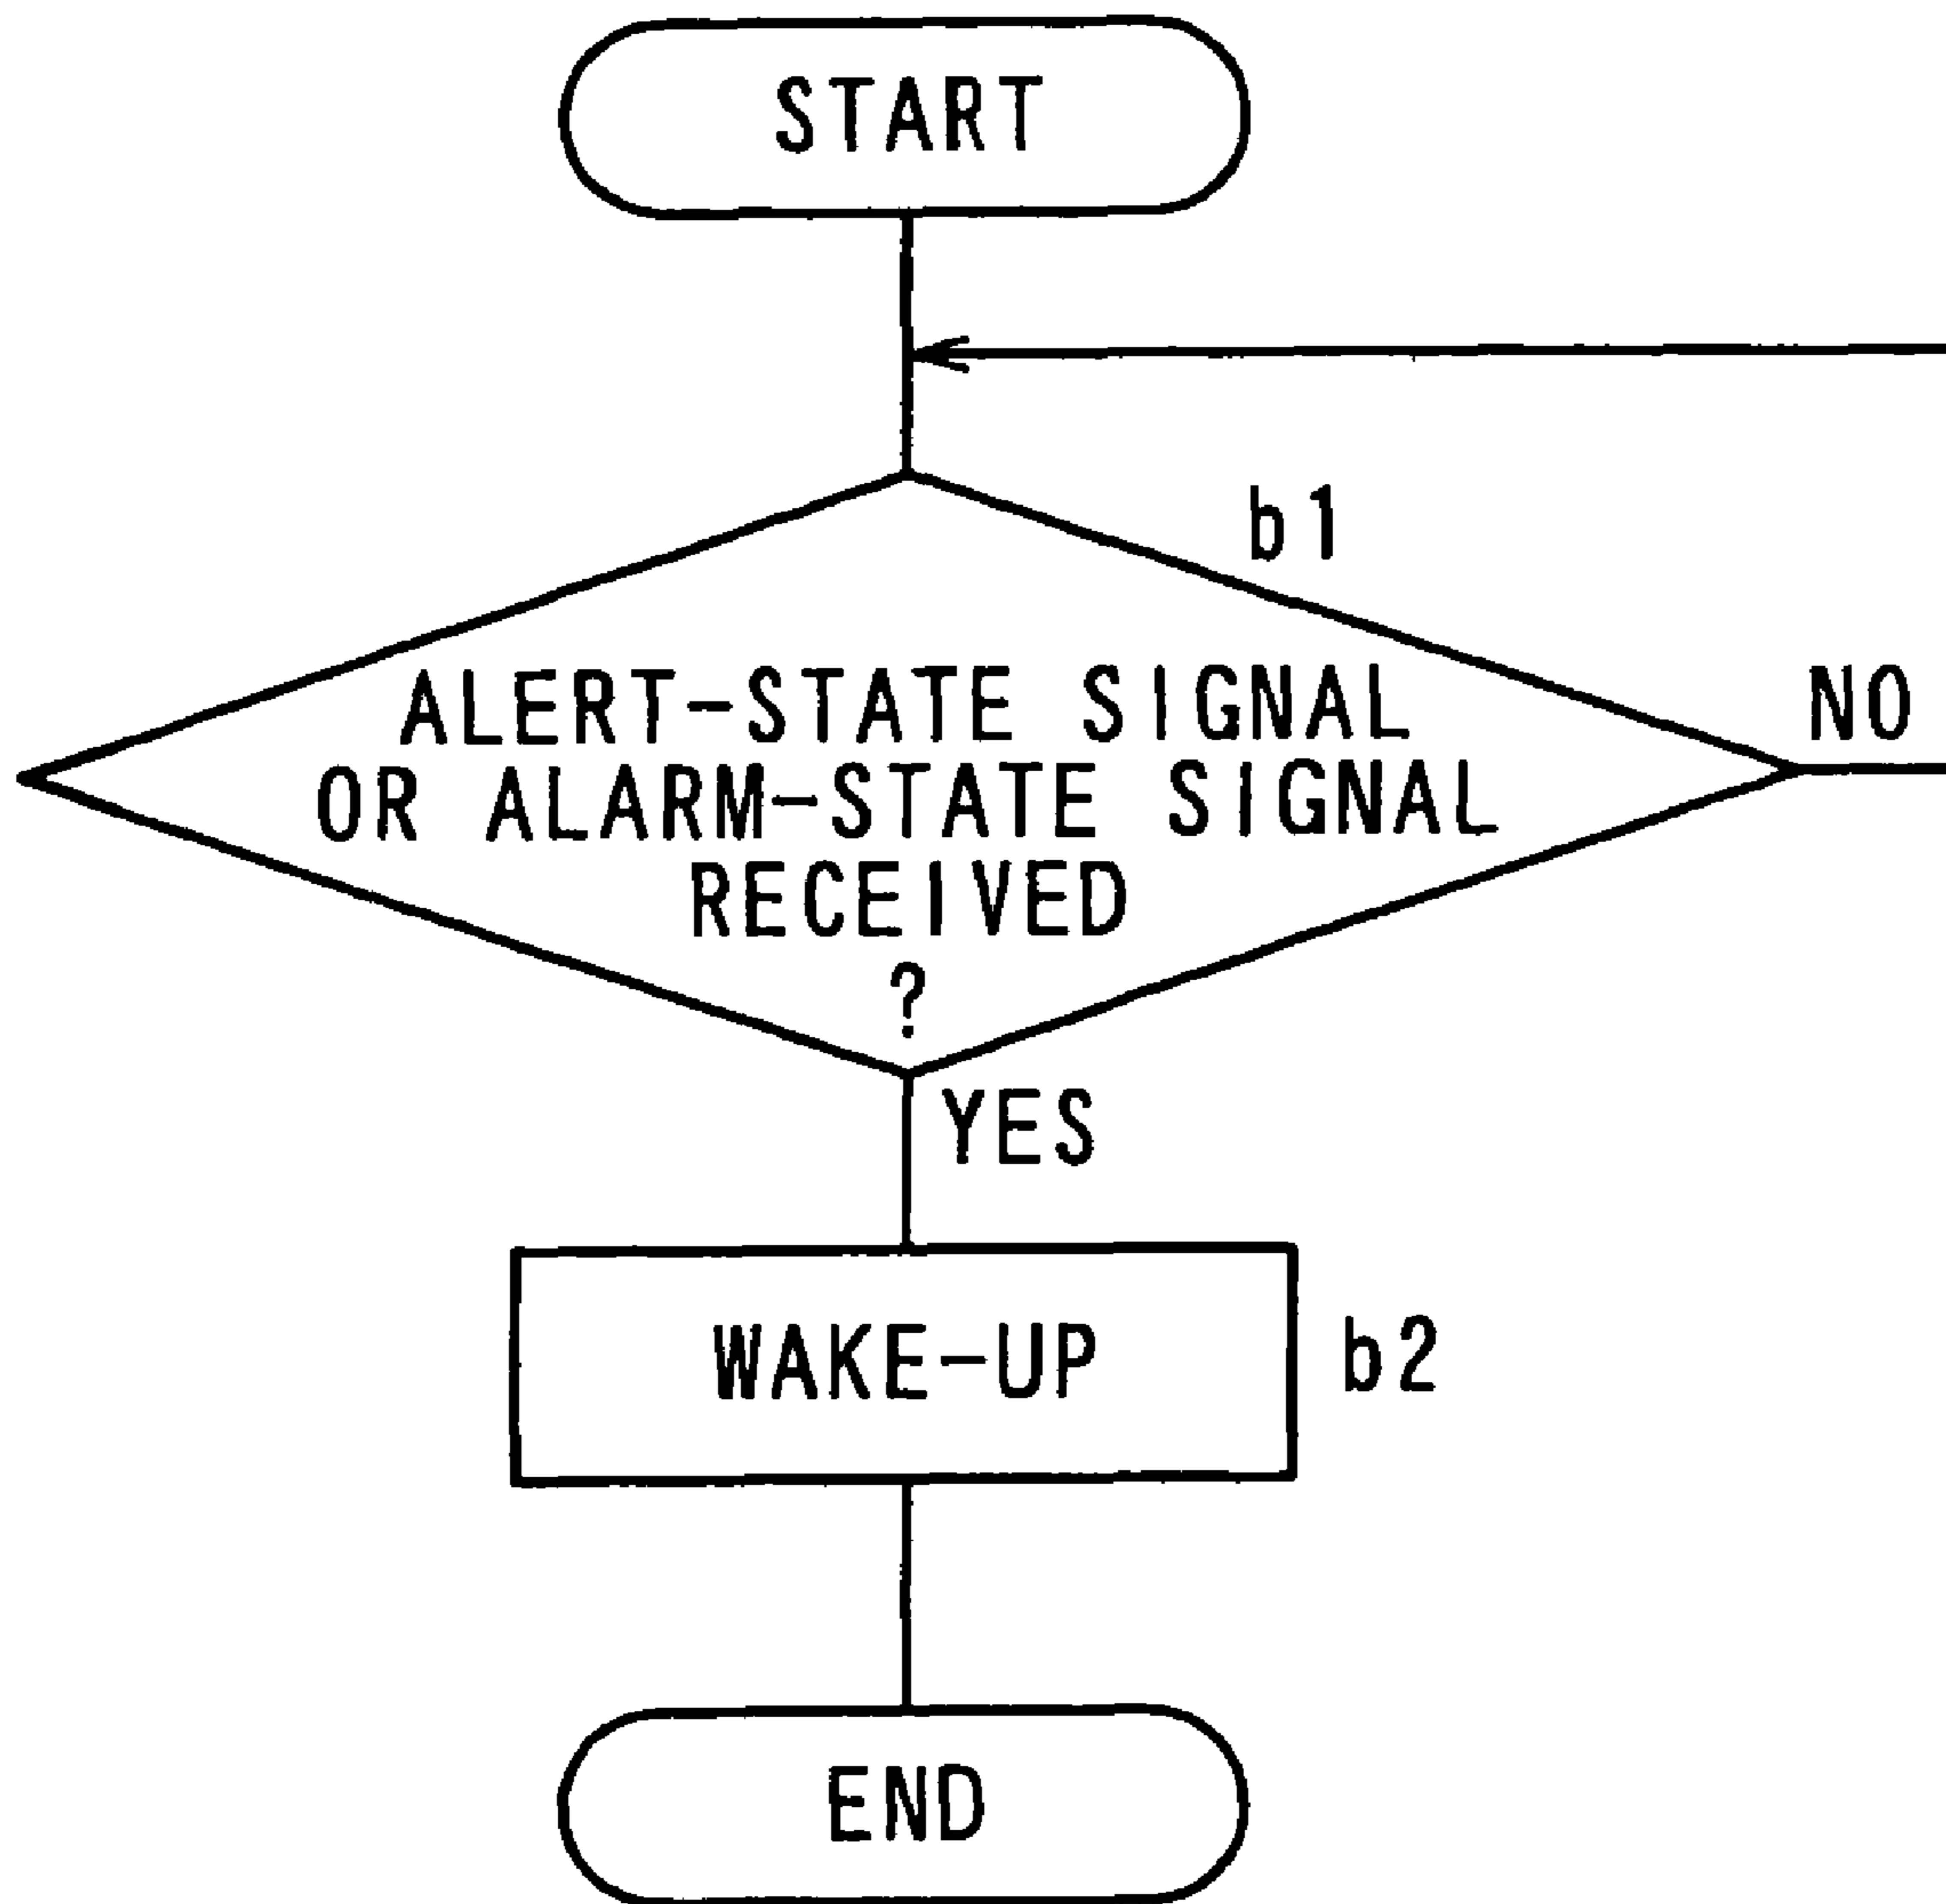 START
b1
ALERT-STATE SIGNAL
NO
OR ALARM-STATE SIGNAL
RECEIVED
?
YES
WAKE-UP
b2
END